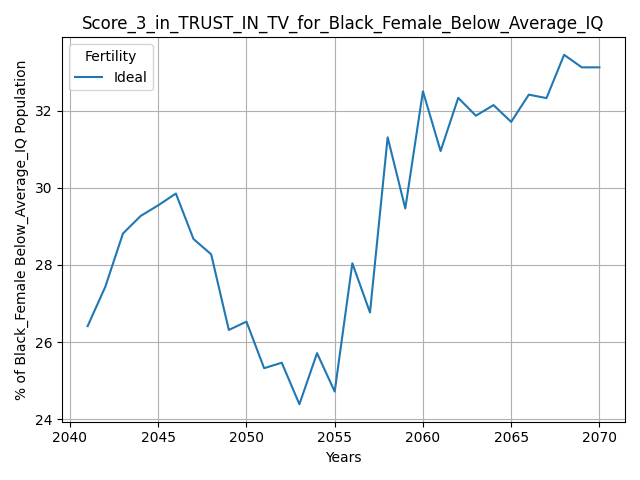 Score_3_in_TRUST_IN_TV_for_Black_Female_Below_Average_IQ
Fertility
Ideal
% of Black_Female Below_Average_IQ Population
32
30
28
26
24
2040 2045 2050 2055 2060 2065 2070
Years